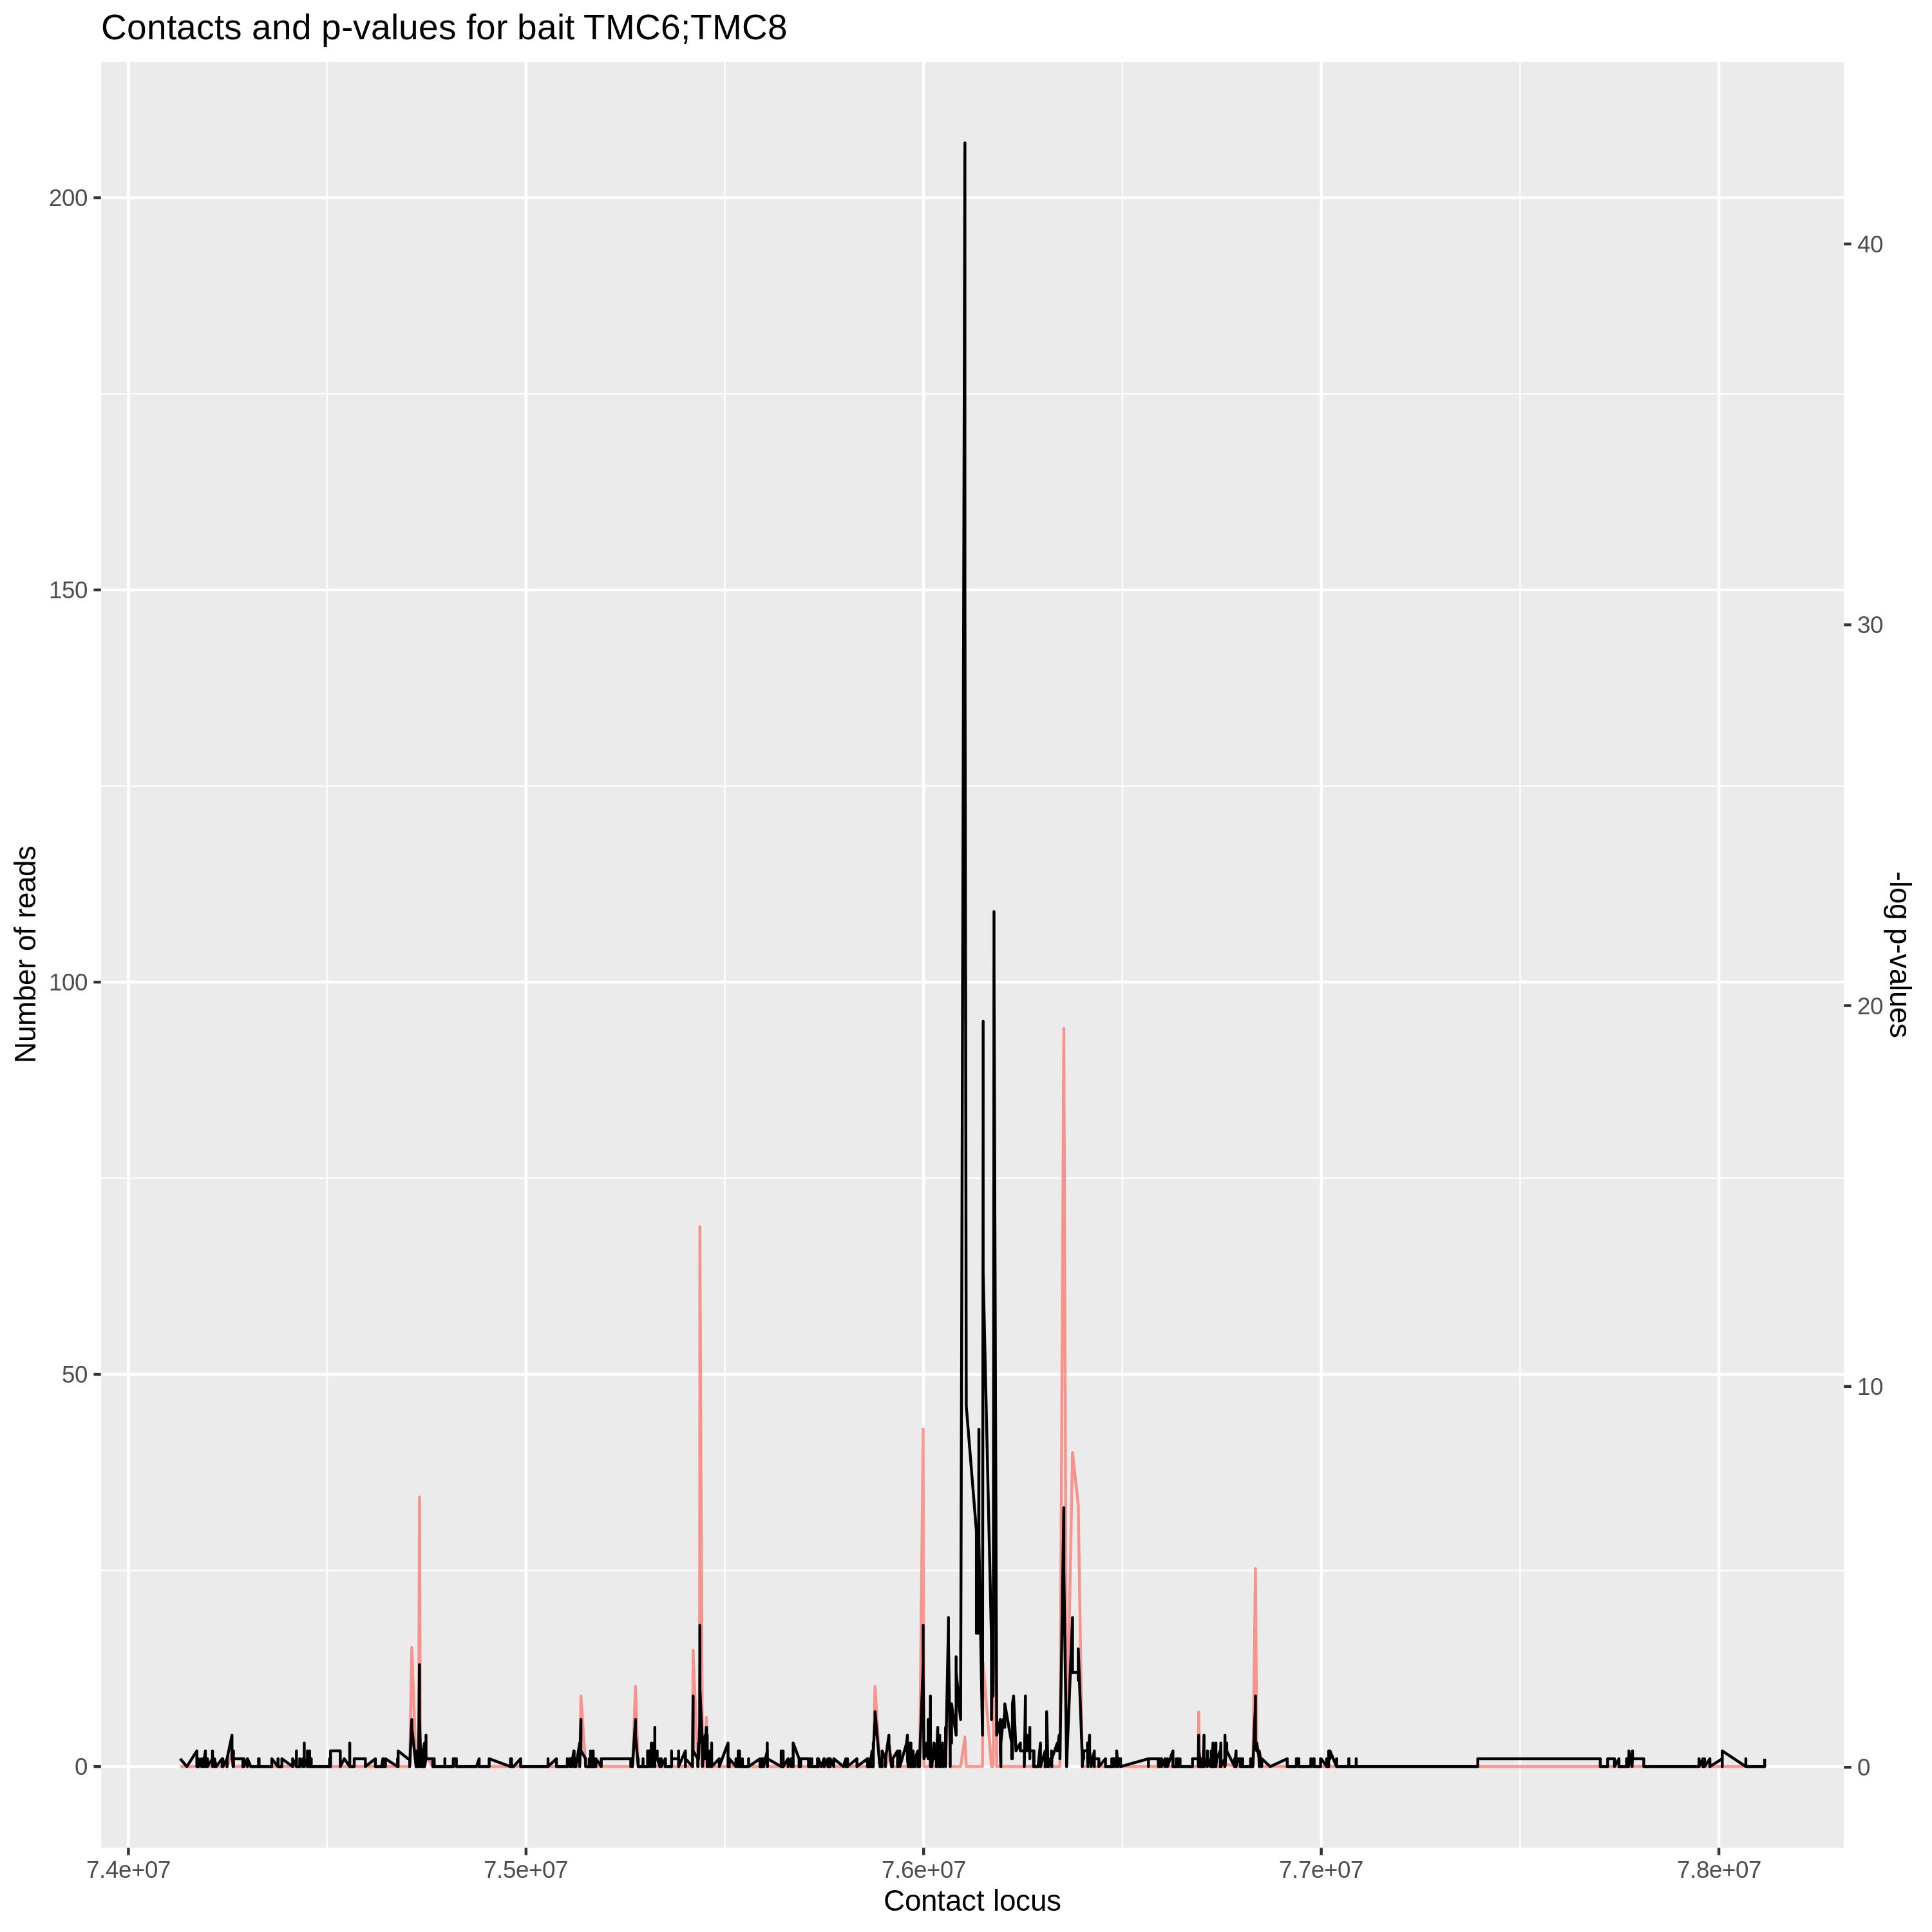 Contacts and p-values for bait TMC6;TMC8
200
150
100
50
0
Number of reads
40
30
20
10
0
-log p-values
7.4e+07
7.5e+07
7.6e+07
7.7e+07
7.8e+07
Contact locus